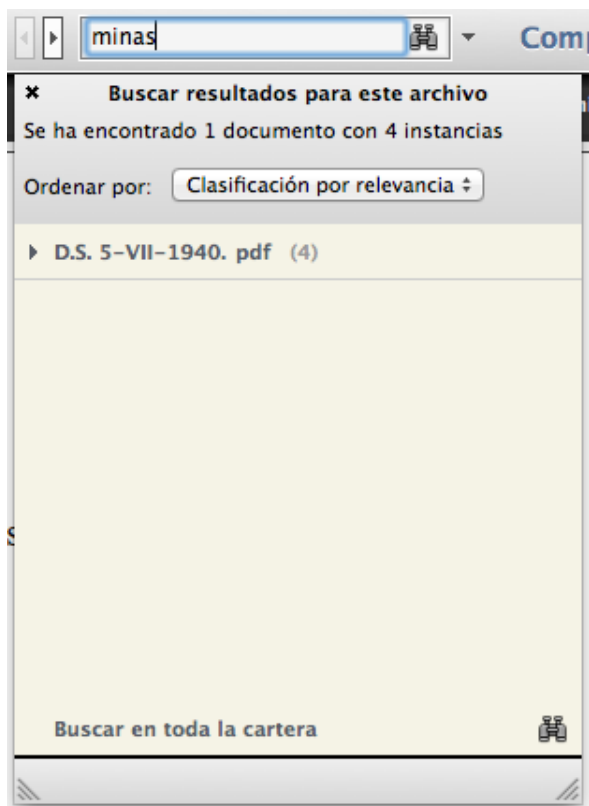 minas
Comp
Buscar resultados para este archivo
Se ha encontrado 1 documento con 4 instancias
Ordenar por: Clasificación por relevancia
D.S. 5-VII-1940. pdf (4)
Buscar en toda la cartera